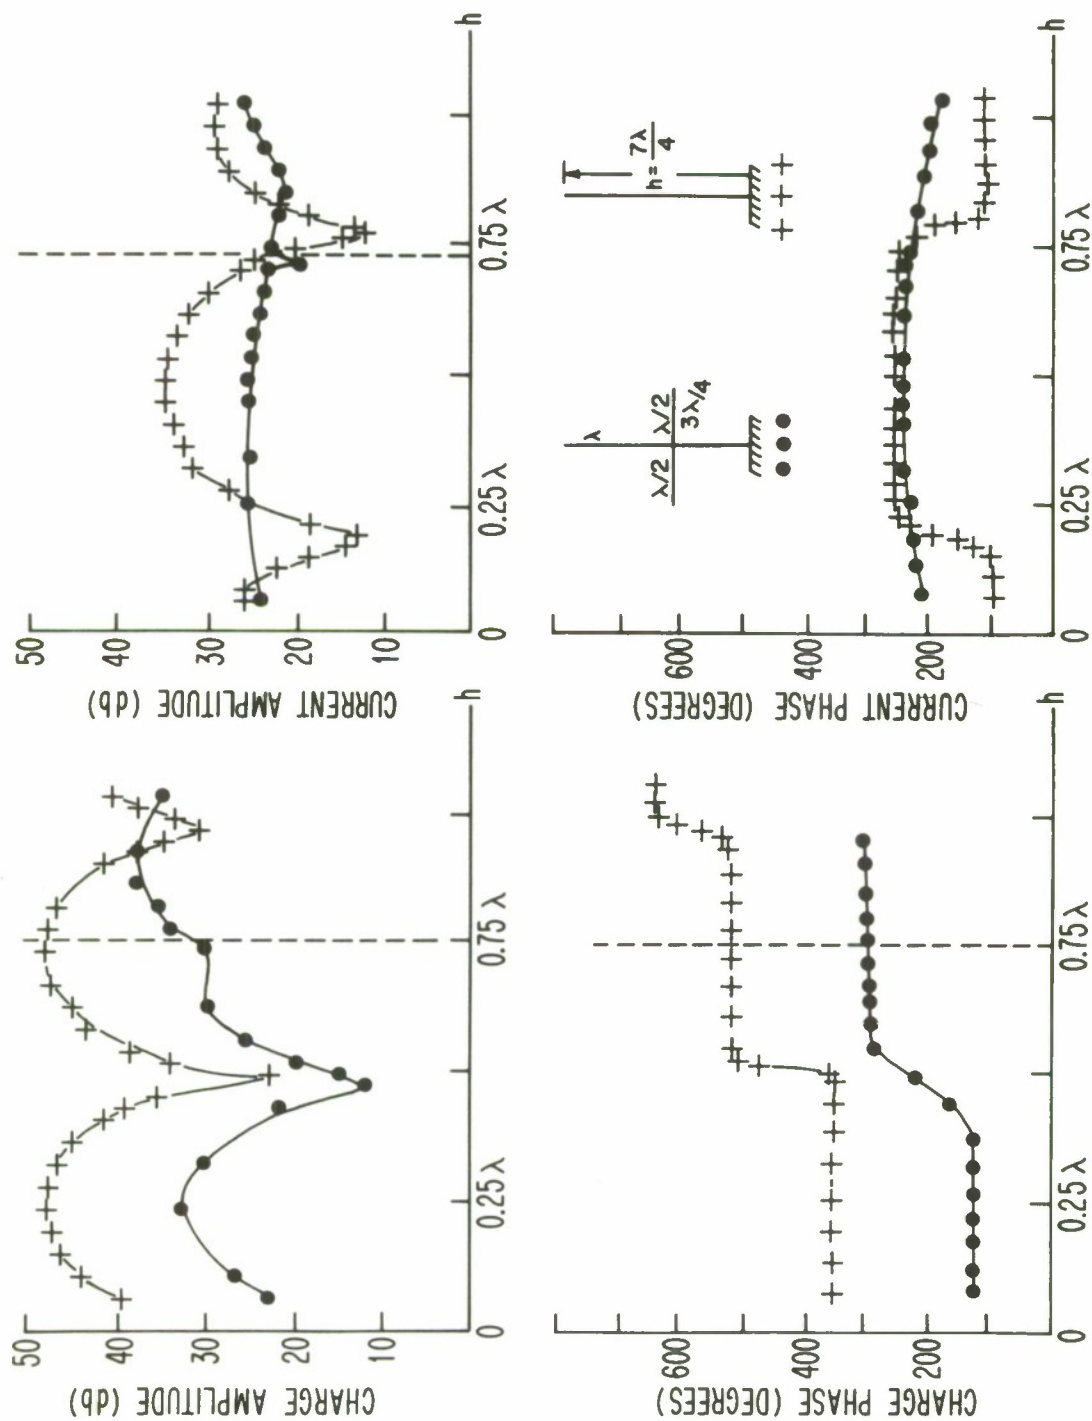 CHARGE AMPLITUDE (db)
50
40
30
20
10
0
0.25 λ
0.75 λ
h
CURRENT AMPLITUDE (db)
50
40
30
20
10
0
0.25 λ
0.75 λ
h
CHARGE PHASE (DEGREES)
600
400
200
0
0.25 λ
0.75 λ
h
CURRENT PHASE (DEGREES)
600
400
200
0
0.25 λ
0.75 λ
h
λ
λ/2
λ/2
3λ/4
h = 7λ/4